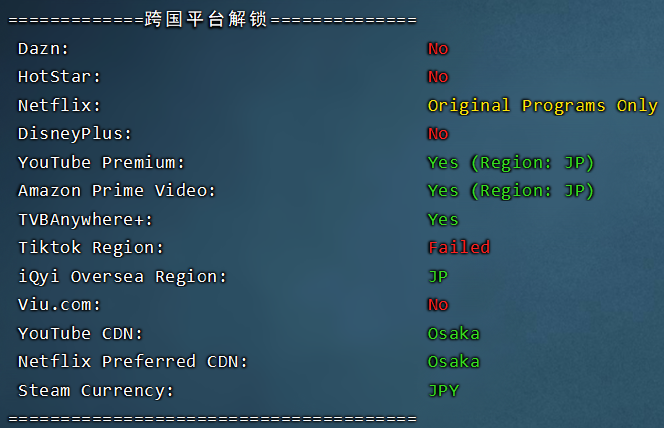 =============跨国平台解锁==============
Dazn: No
HotStar: No
Netflix: Original Programs Only
DisneyPlus: No
YouTube Premium: Yes (Region: JP)
Amazon Prime Video: Yes (Region: JP)
TVBAnywhere+: Yes
Tiktok Region: Failed
iQyi Oversea Region: JP
Viu.com: No
YouTube CDN: Osaka
Netflix Preferred CDN: Osaka
Steam Currency: JPY
=======================================